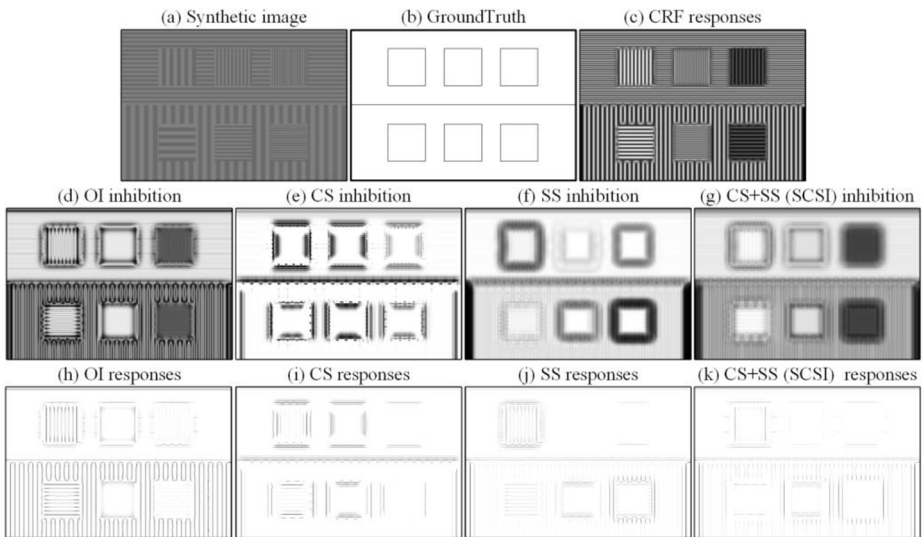 (a) Synthetic image
(b) GroundTruth
(c) CRF responses
(d) OI inhibition
(e) CS inhibition
(f) SS inhibition
(g) CS+SS (SCSI) inhibition
(h) OI responses
(i) CS responses
(j) SS responses
(k) CS+SS (SCSI) responses